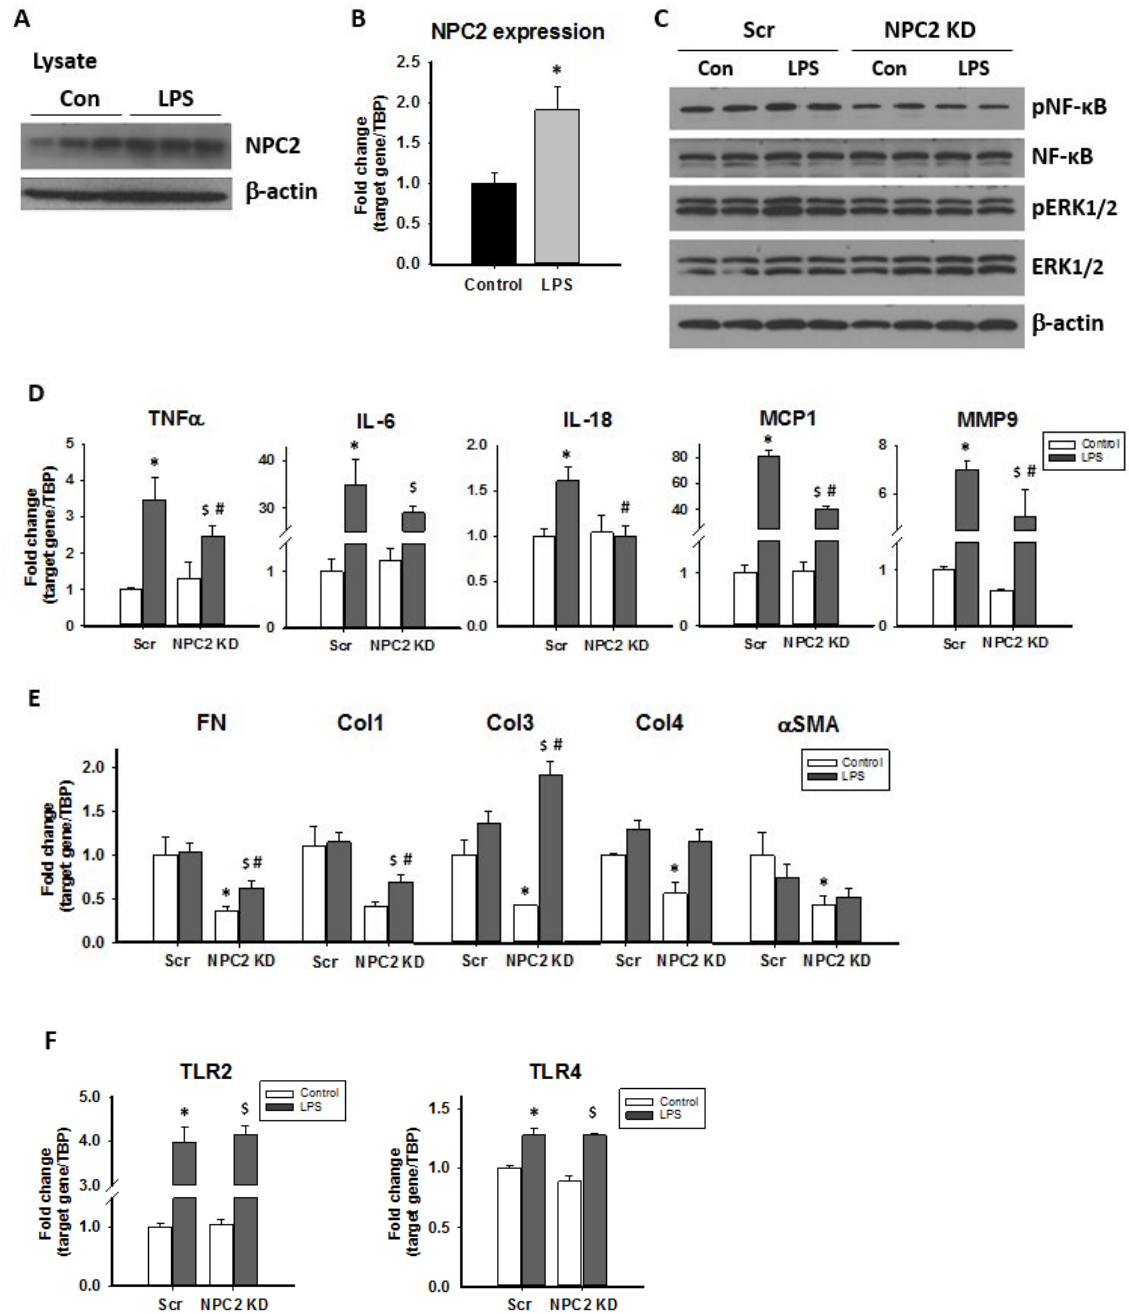 A
Lysate
Con LPS
NPC2
β-actin
B
NPC2 expression
Fold change
(target gene/TBP)
2.5
2.0
1.5
1.0
0.5
0.0
*
Control LPS
C
Scr NPC2 KD
Con LPS Con LPS
pNF-κB
NF-κB
pERK1/2
ERK1/2
β-actin
D
TNFα
Fold change
(target gene/TBP)
5
4
3
2
1
0
*
$ #
Scr NPC2 KD
IL-6
40
30
1
0
*
$
Scr NPC2 KD
IL-18
2.0
1.5
1.0
0.5
0.0
*
#
Scr NPC2 KD
MCP1
80
60
40
20
1
0
*
$ #
Scr NPC2 KD
MMP9
8
6
1
0
*
$ #
Scr NPC2 KD
Control
LPS
E
Fold change
(target gene/TBP)
2.0
1.5
1.0
0.5
0.0
FN
*
$ #
Scr NPC2 KD
Col1
$ #
Scr NPC2 KD
Col3
*
$ #
Scr NPC2 KD
Col4
*
Scr NPC2 KD
αSMA
*
Scr NPC2 KD
Control
LPS
F
TLR2
Fold change
(target gene/TBP)
5.0
4.0
3.0
1.0
0.0
*
$
Scr NPC2 KD
Control
LPS
TLR4
Fold change
(target gene/TBP)
1.5
1.0
0.5
0.0
*
$
Scr NPC2 KD
Control
LPS